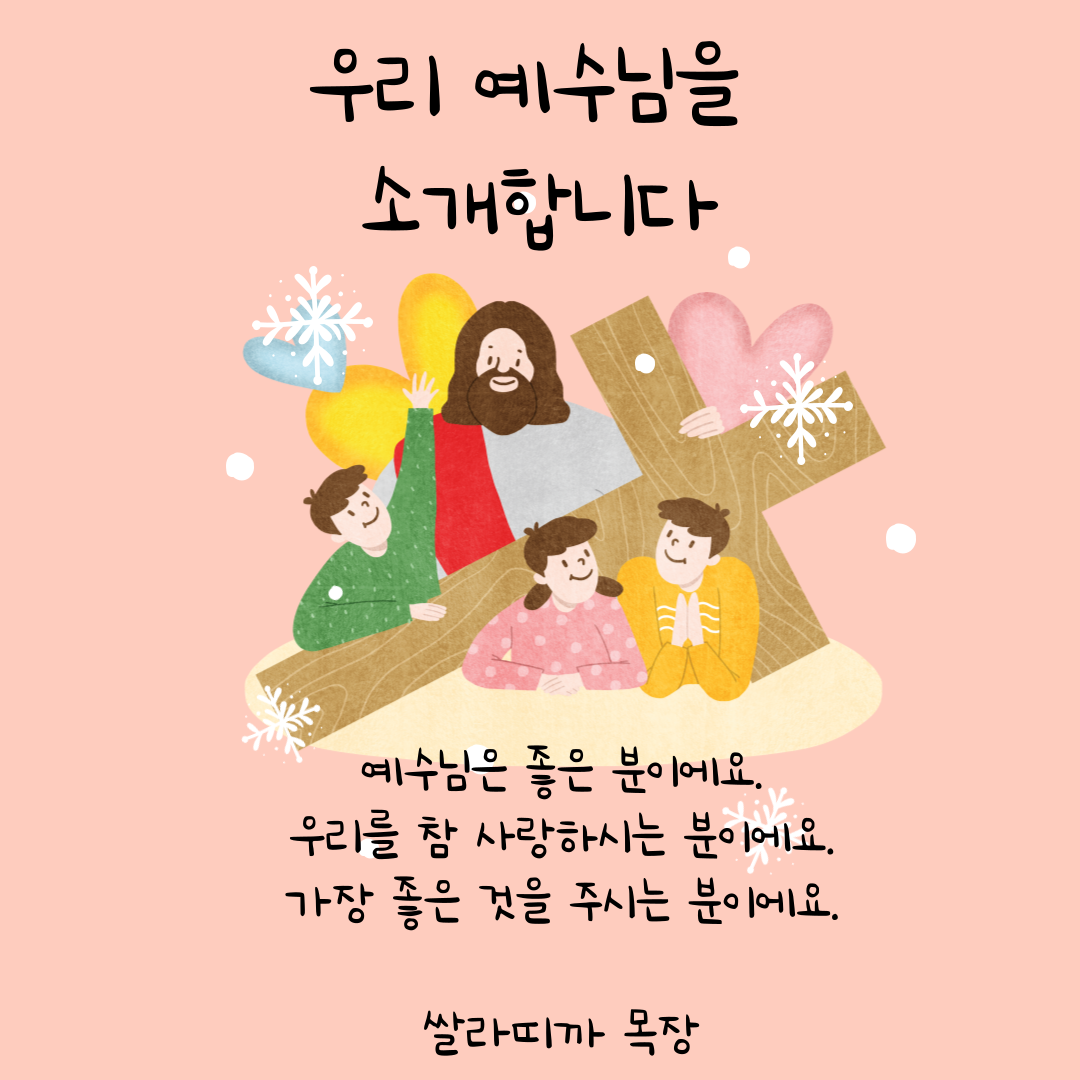 우리 예수님을
소개합니다
예수님은 좋은 분이에요.
우리를 참 사랑하시는 분이에요.
가장 좋은 것을 주시는 분이에요.
쌀라띠까 목장